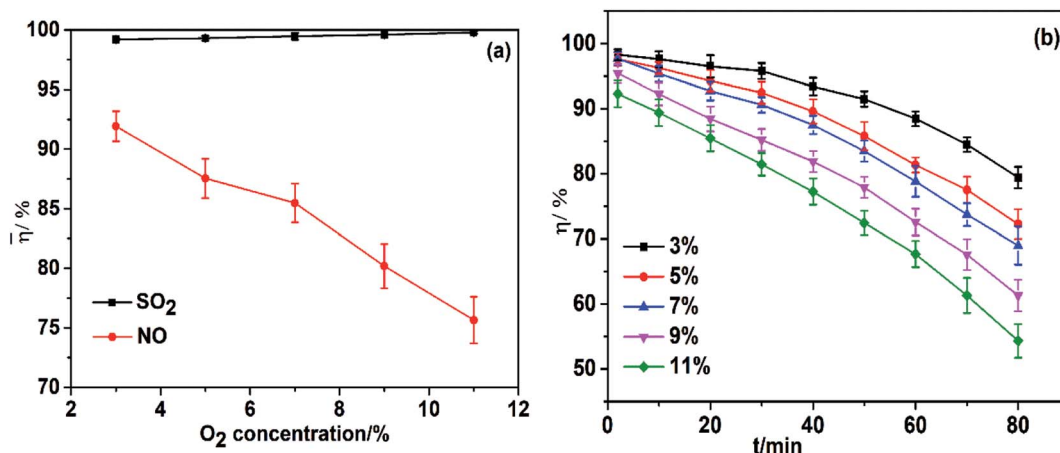 (a)
100
95
90
85
80
75
70
η̅/ %
SO2
NO
2 4 6 8 10 12
O2 concentration/%
(b)
100
90
80
70
60
50
η/ %
3%
5%
7%
9%
11%
0 20 40 60 80
t/min